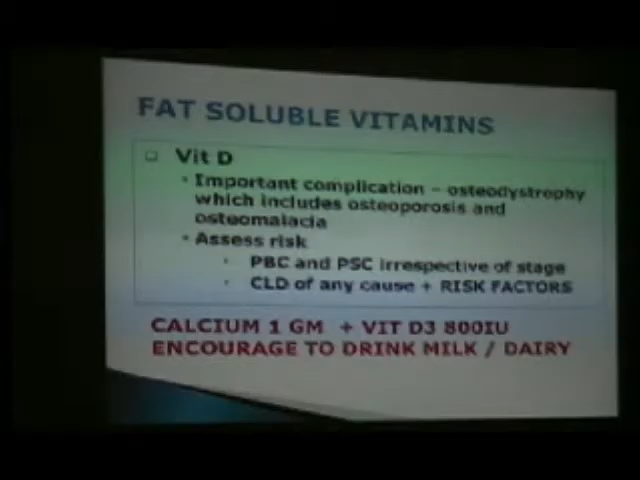 FAT SOLUBLE VITAMINS
Vit D
Important complication – osteodystrophy
which includes osteoporosis and
osteomalacia
Assess risk
PBC and PSC irrespective of stage
CLD of any cause + RISK FACTORS
CALCIUM 1 GM + VIT D3 800IU
ENCOURAGE TO DRINK MILK / DAIRY